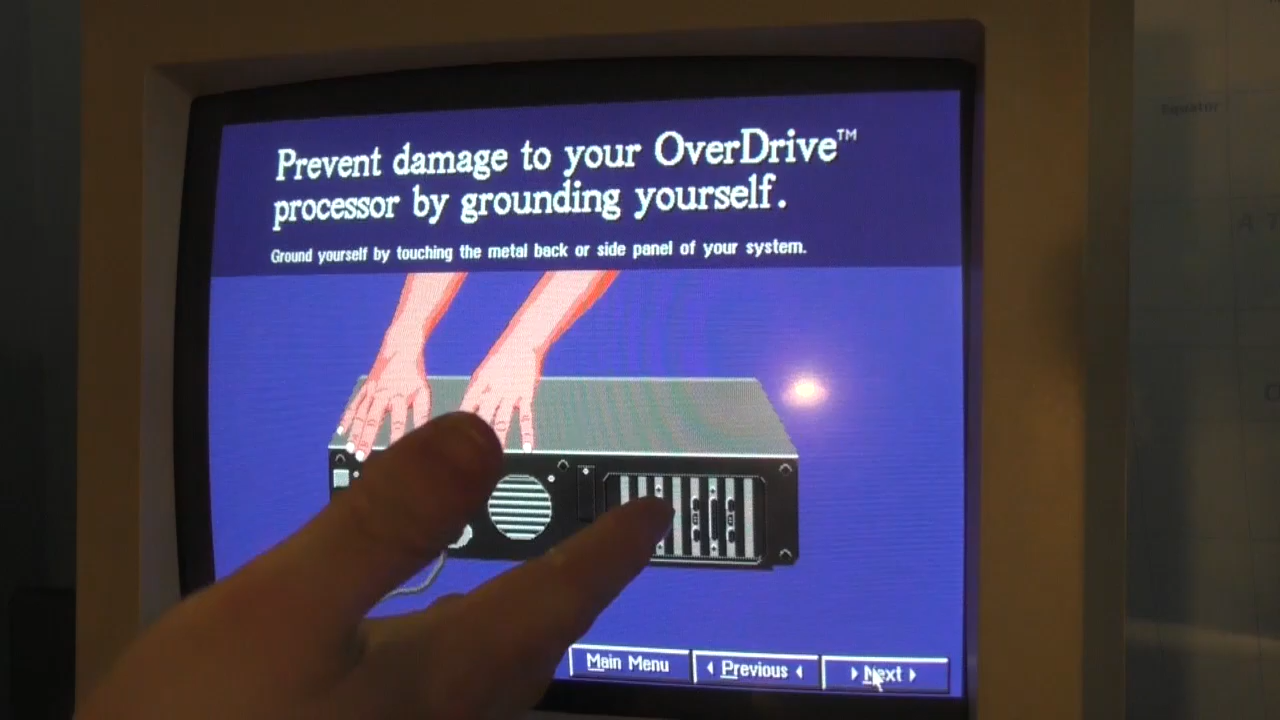 Prevent damage to your OverDrive™
processor by grounding yourself.
Ground yourself by touching the metal back or side panel of your system.
Main Menu
Previous
Next
Equator